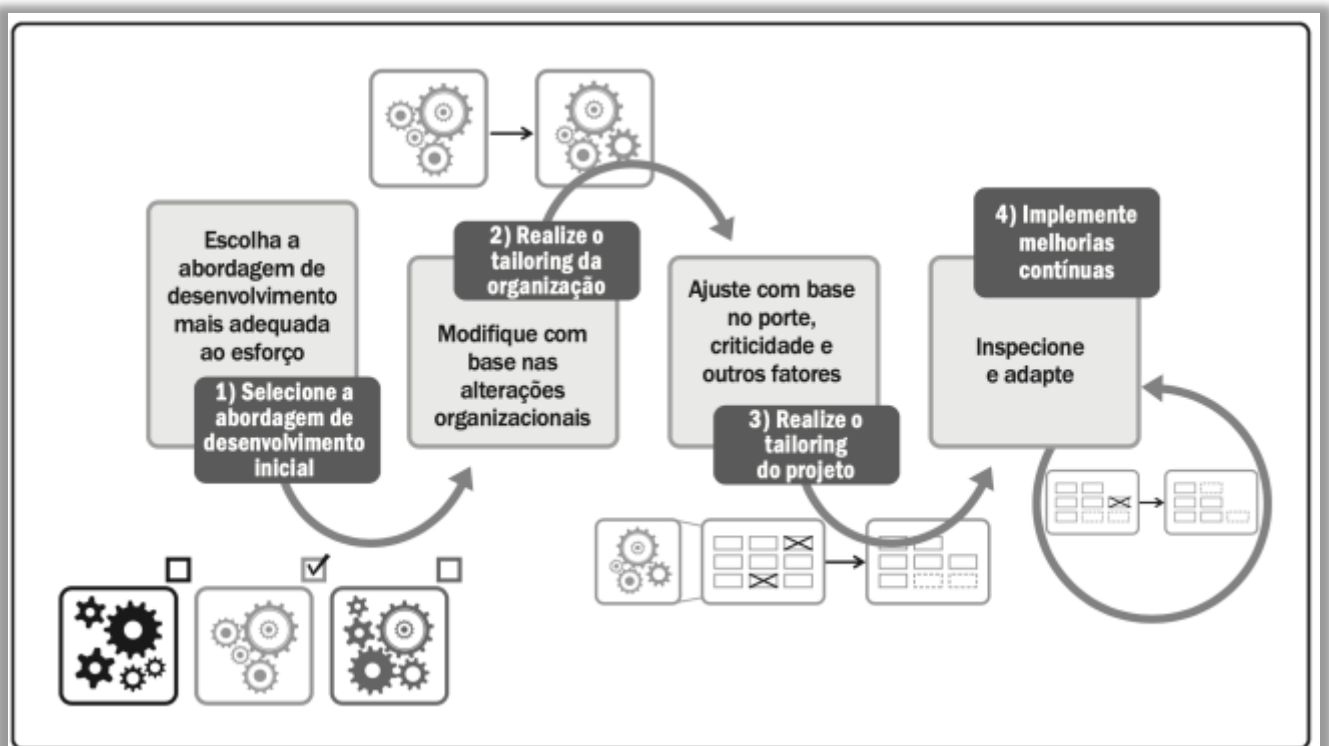 Escolha a
abordagem de
desenvolvimento
mais adequada
ao esforço
1) Selecione a
abordagem de
desenvolvimento
inicial
2) Realize o
tailoring da
organização
Modifique com
base nas
alterações
organizacionais
Ajuste com base
no porte,
criticidade e
outros fatores
3) Realize o
tailoring
do projeto
4) Implemente
melhorias
contínuas
Inspecione
e adapte